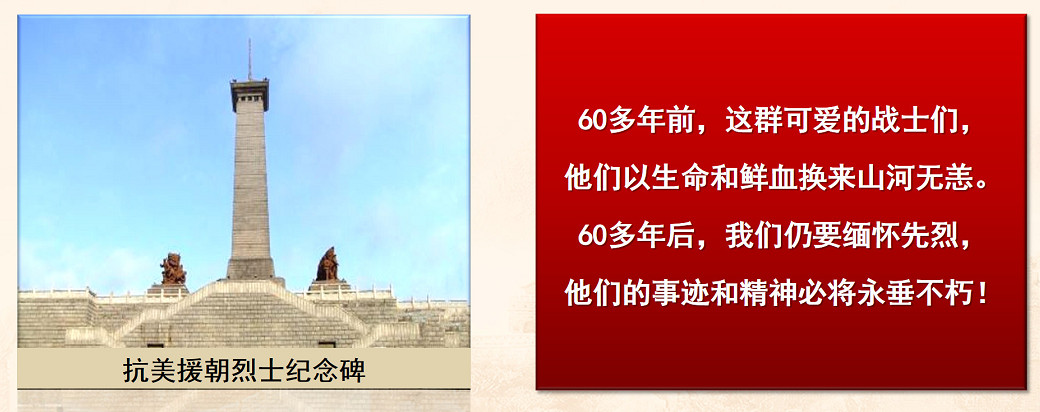 抗美援朝烈士纪念碑
60多年前，这群可爱的战士们，
他们以生命和鲜血换来山河无恙。
60多年后，我们仍要缅怀先烈，
他们的事迹和精神必将永垂不朽！